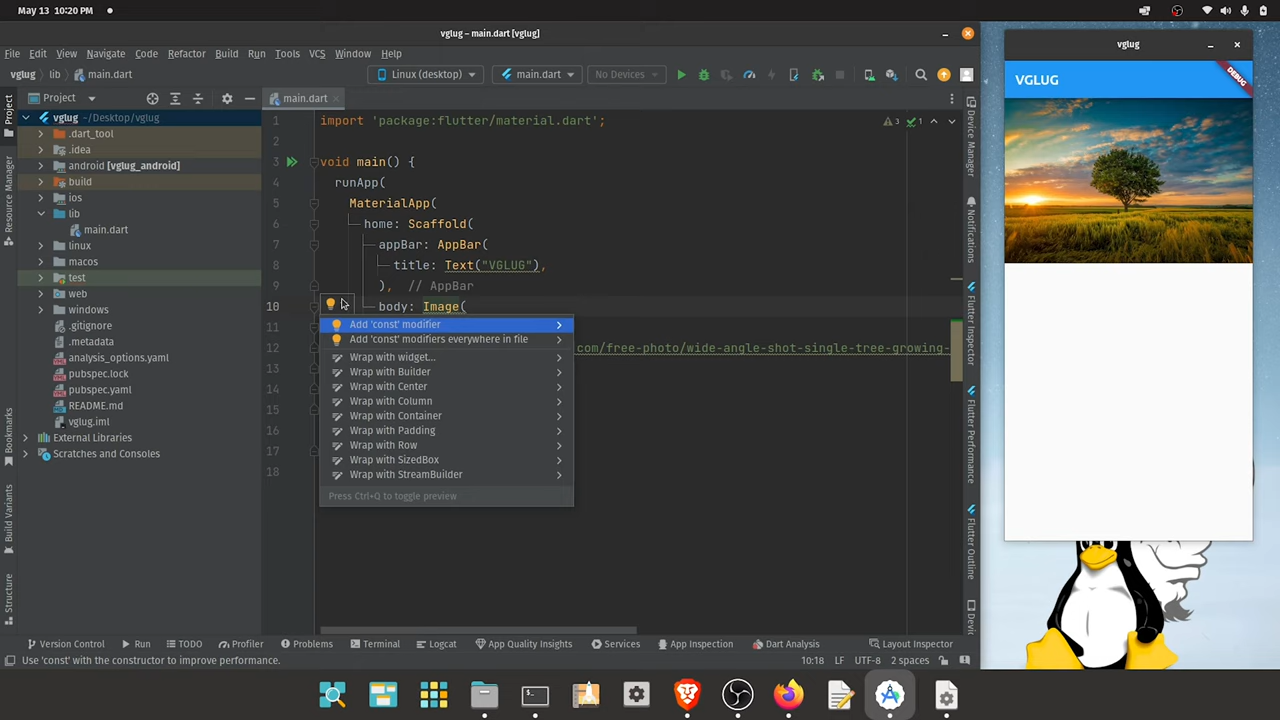 May 13 10:20 PM
vglug – main.dart [vglug]
File Edit View Navigate Code Refactor Build Run Tools VCS Window Help
vglug lib main.dart
Linux (desktop) main.dart No Devices
Project
main.dart
vglug ~/Desktop/vglug
.dart_tool
.idea
android [vglug_android]
build
ios
lib
main.dart
linux
macos
test
web
windows
.gitignore
.metadata
analysis_options.yaml
pubspec.lock
pubspec.yaml
README.md
vglug.iml
External Libraries
Scratches and Consoles
Project
Resource Manager
Bookmarks
Build Variants
Structure
1 import 'package:flutter/material.dart';
2
3 void main() {
4 runApp(
5 MaterialApp(
6 home: Scaffold(
7 appBar: AppBar(
8 title: Text("VGLUG"),
9 ), // AppBar
10 body: Image(
11
12 com/free-photo/wide-angle-shot-single-tree-growing-
13
14
15
16
17
18
3 1
Add 'const' modifier
Add 'const' modifiers everywhere in file
Wrap with widget...
Wrap with Builder
Wrap with Center
Wrap with Column
Wrap with Container
Wrap with Padding
Wrap with Row
Wrap with SizedBox
Wrap with StreamBuilder
Press Ctrl+Q to toggle preview
Device Manager
Notifications
Flutter Inspector
Flutter Performance
Flutter Outline
Devic
Version Control Run TODO Profiler Problems Terminal Logcat App Quality Insights Services App Inspection Dart Analysis Layout Inspector
Use 'const' with the constructor to improve performance.
10:18 LF UTF-8 2 spaces
vglug
VGLUG
DEBUG